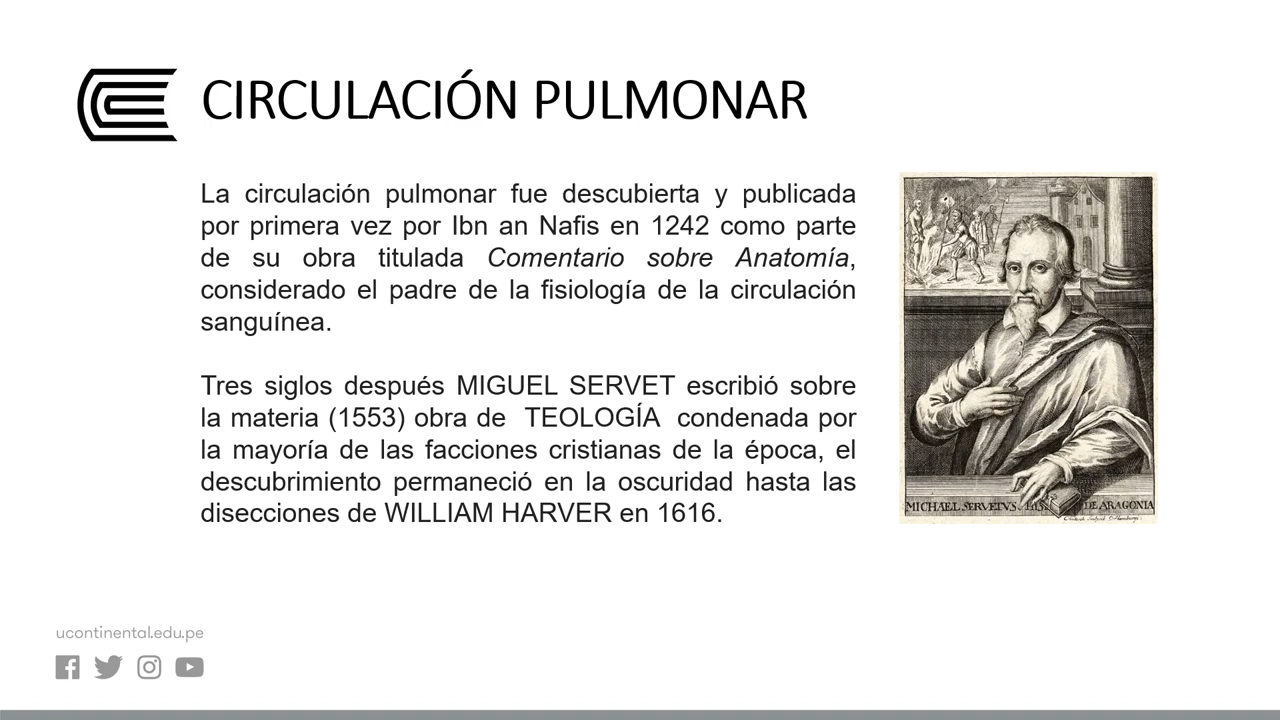 CIRCULACIÓN PULMONAR
La circulación pulmonar fue descubierta y publicada
por primera vez por Ibn an Nafis en 1242 como parte
de su obra titulada Comentario sobre Anatomía,
considerado el padre de la fisiología de la circulación
sanguínea.
Tres siglos después MIGUEL SERVET escribió sobre
la materia (1553) obra de TEOLOGÍA condenada por
la mayoría de las facciones cristianas de la época, el
descubrimiento permaneció en la oscuridad hasta las
disecciones de WILLIAM HARVER en 1616.
MICHAEL SERVETVS DE ARAGONIA
ucontinental.edu.pe